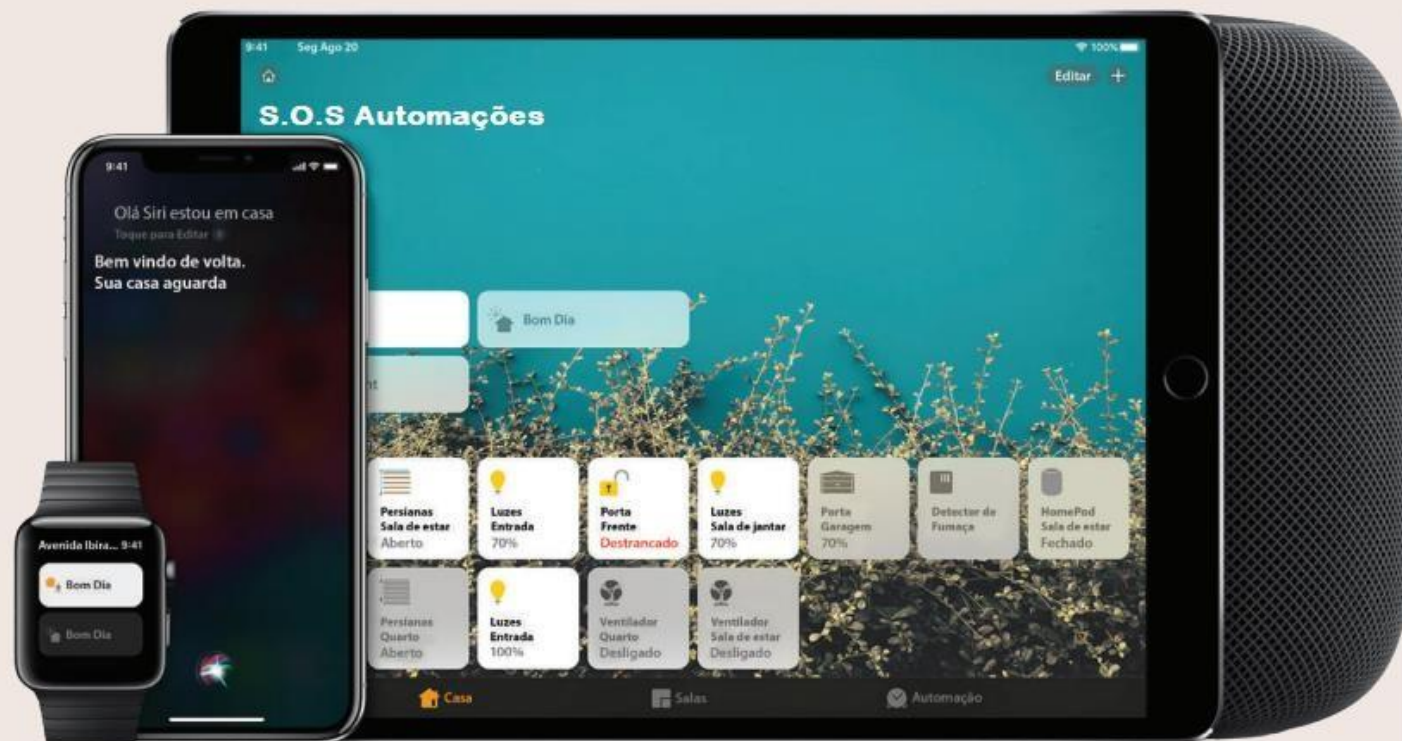 9:41 Seg Ago 20
100%
Editar +
S.O.S Automações
9:41
Olá Siri estou em casa
Toque para Editar
Bem vindo de volta.
Sua casa aguarda
Bom Dia
nt
Persianas
Sala de estar
Aberto
Luzes
Entrada
70%
Porta
Frente
Destrancado
Luzes
Sala de jantar
70%
Porta
Garagem
70%
Detector de
Fumaça
HomePod
Sala de estar
Fechado
Persianas
Quarto
Aberto
Luzes
Entrada
100%
Ventilador
Quarto
Desligado
Ventilador
Sala de estar
Desligado
Casa
Salas
Automação
Avenida Ibira... 9:41
Bom Dia
Bom Dia